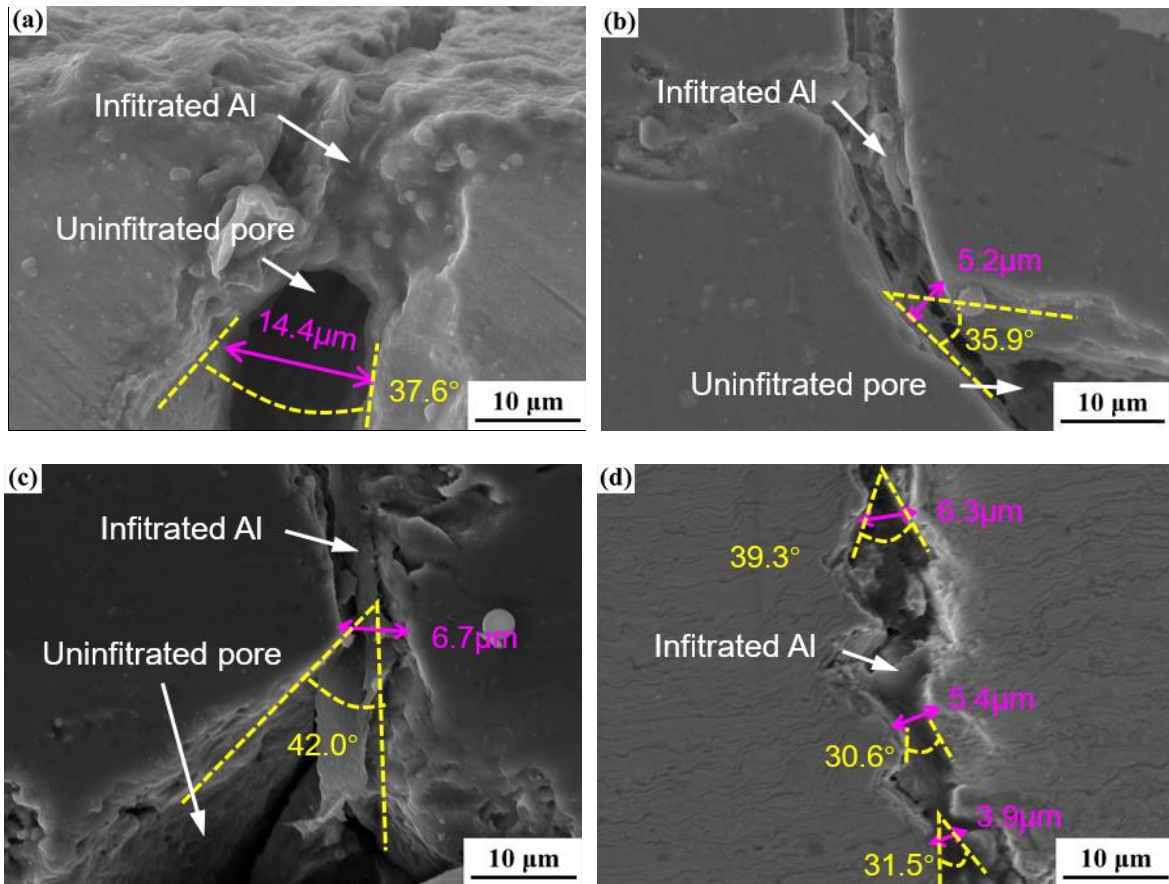 (a)
Infitrated Al
Uninfitrated pore
14.4μm
37.6°
10 μm
(b)
Infitrated Al
5.2μm
35.9°
Uninfitrated pore
10 μm
(c)
Infitrated Al
6.7μm
Uninfitrated pore
42.0°
10 μm
(d)
6.3μm
39.3°
Infitrated Al
5.4μm
30.6°
3.9μm
31.5°
10 μm